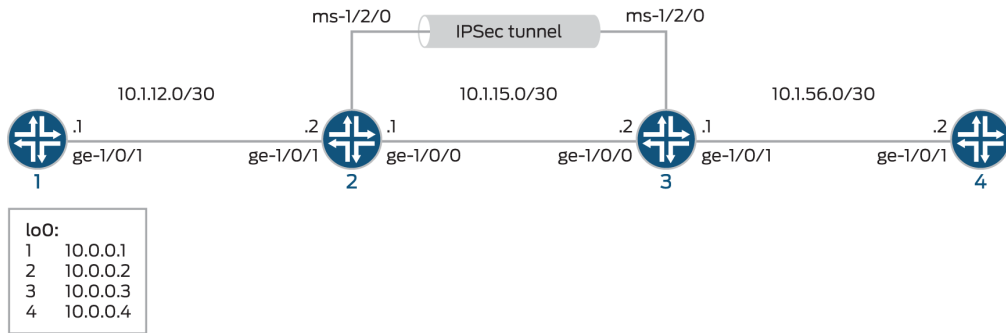 ms-1/2/0 IPSec tunnel ms-1/2/0
10.1.12.0/30 10.1.15.0/30 10.1.56.0/30
.1 .2 .1 .2 .1 .2
ge-1/0/1 ge-1/0/1 ge-1/0/0 ge-1/0/0 ge-1/0/1 ge-1/0/1
1 2 3 4
lo0:
1 10.0.0.1
2 10.0.0.2
3 10.0.0.3
4 10.0.0.4